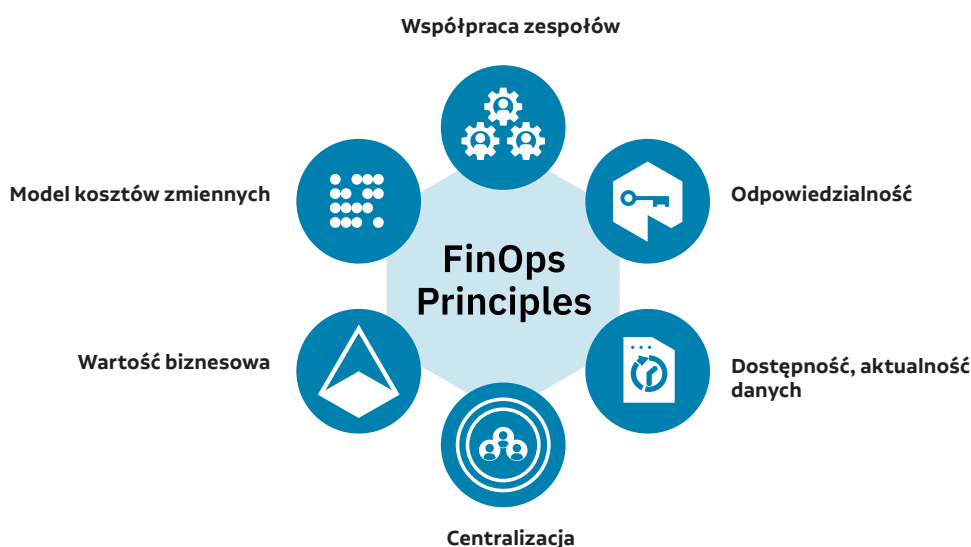 Współpraca zespołów
Model kosztów zmiennych
Odpowiedzialność
FinOps
Principles
Wartość biznesowa
Dostępność, aktualność
danych
Centralizacja